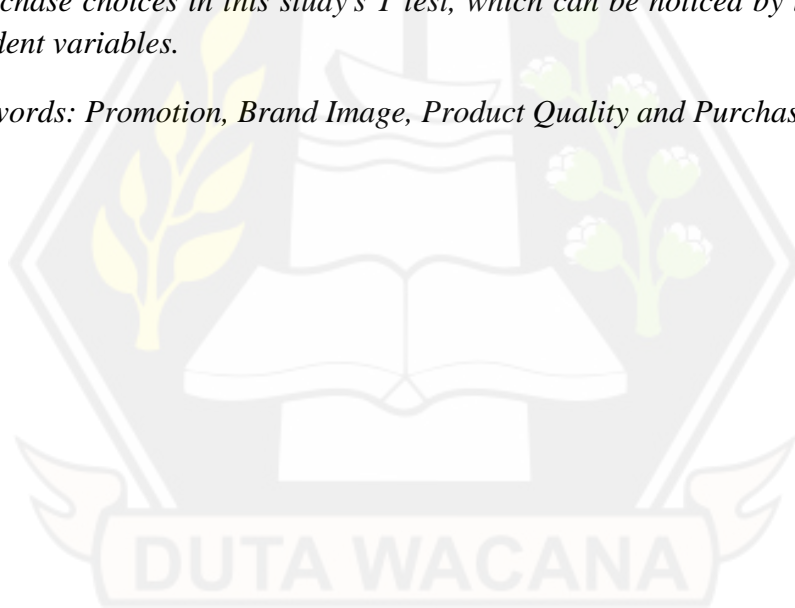 chase choices in this study's T test, which can be noticed by
dent variables.
words: Promotion, Brand Image, Product Quality and Purchas
DUTA WACANA